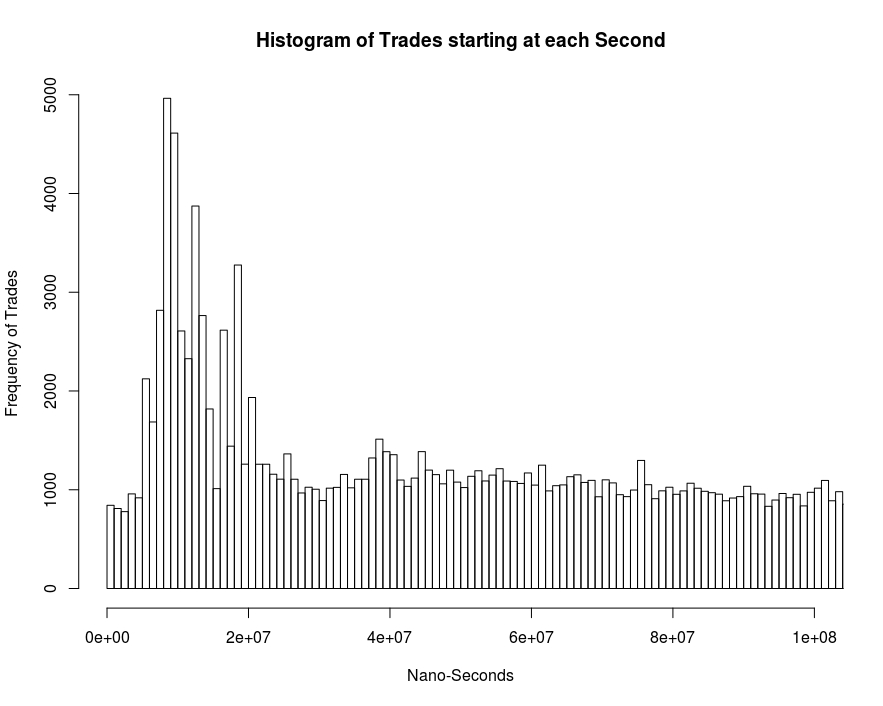 Histogram of Trades starting at each Second
Frequency of Trades
5000
4000
3000
2000
1000
0
0e+00 2e+07 4e+07 6e+07 8e+07 1e+08
Nano-Seconds